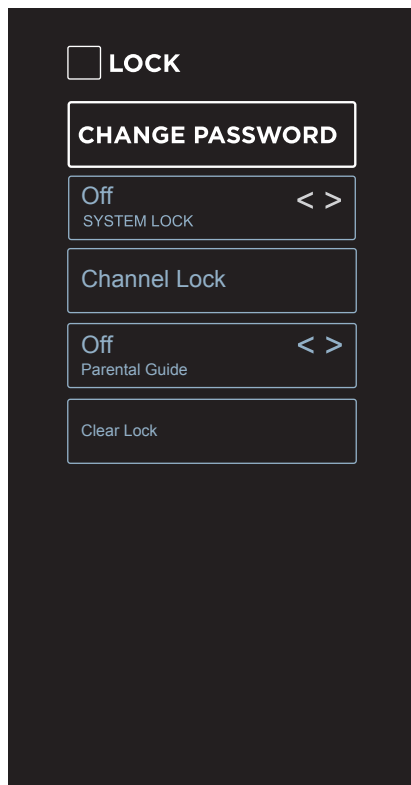 LOCK
CHANGE PASSWORD
Off < >
SYSTEM LOCK
Channel Lock
Off < >
Parental Guide
Clear Lock